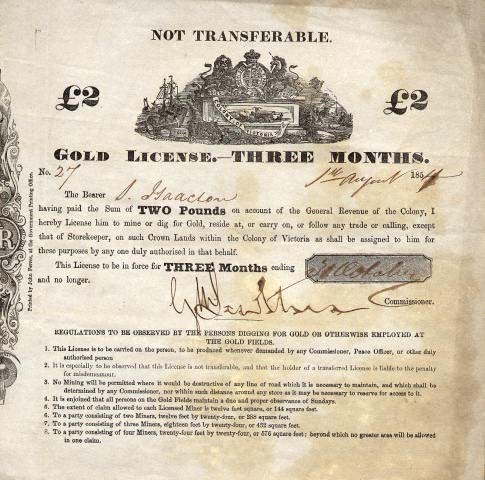 NOT TRANSFERABLE.
£2 £2
VICTORIA
GOLD LICENSE.—THREE MONTHS.
No. 27 1st August 1854
The Bearer S. Isaacson
having paid the Sum of TWO Pounds on account of the General Revenue of the Colony, I
hereby License him to mine or dig for Gold, reside at, or carry on, or follow any trade or calling, except
that of Storekeeper, on such Crown Lands within the Colony of Victoria as shall be assigned to him for
these purposes by any one duly authorised in that behalf.
This License to be in force for THREE Months ending 31 October
and no longer.
Commissioner.
REGULATIONS TO BE OBSERVED BY THE PERSONS DIGGING FOR GOLD OR OTHERWISE EMPLOYED AT
THE GOLD FIELDS.
1. This License is to be carried on the person, to be produced whenever demanded by any Commissioner, Peace Officer, or other duly
authorised person
2. It is especially to be observed that this License is not transferable, and that the holder of a transferred License is liable to the penalty
for misdemeanour.
3. No Mining will be permitted where it would be destructive of any line of road which it is necessary to maintain, and which shall be
determined by any Commissioner, nor within such distance around any store as it may be necessary to reserve for access to it.
4. It is enjoined that all persons on the Gold Fields maintain a due and proper observance of Sundays.
5. The extent of claim allowed to each Licensed Miner is twelve feet square, or 144 square feet.
6. To a party consisting of two Miners, twelve feet by twenty-four, or 288 square feet.
7. To a party consisting of three Miners, eighteen feet by twenty-four, or 432 square feet.
8. To a party consisting of four Miners, twenty-four feet by twenty-four, or 576 square feet; beyond which no greater area will be allowed
in one claim.
Printed by John Ferres, at the Government Printing Office.
R